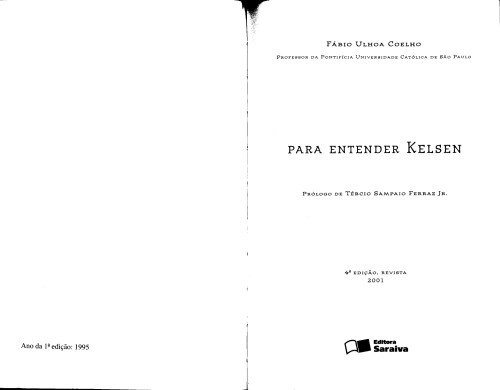 Ano da 1ª edição: 1995
FÁBIO ULHOA COELHO
PROFESSOR DA PONTIFÍCIA UNIVERSIDADE CATÓLICA DE SÃO PAULO
PARA ENTENDER KELSEN
PRÓLOGO DE TÉRCIO SAMPAIO FERRAZ JR.
4ª EDIÇÃO, REVISTA
2001
Editora
Saraiva